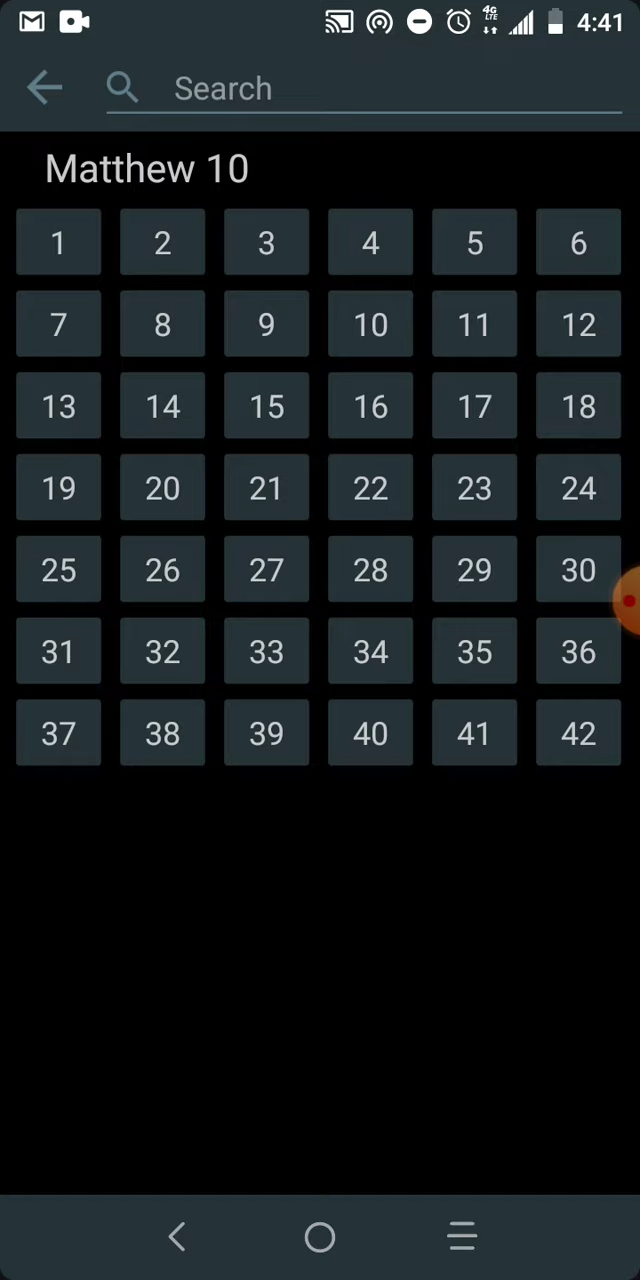 4G
LTE
4:41
Search
Matthew 10
1 2 3 4 5 6
7 8 9 10 11 12
13 14 15 16 17 18
19 20 21 22 23 24
25 26 27 28 29 30
31 32 33 34 35 36
37 38 39 40 41 42